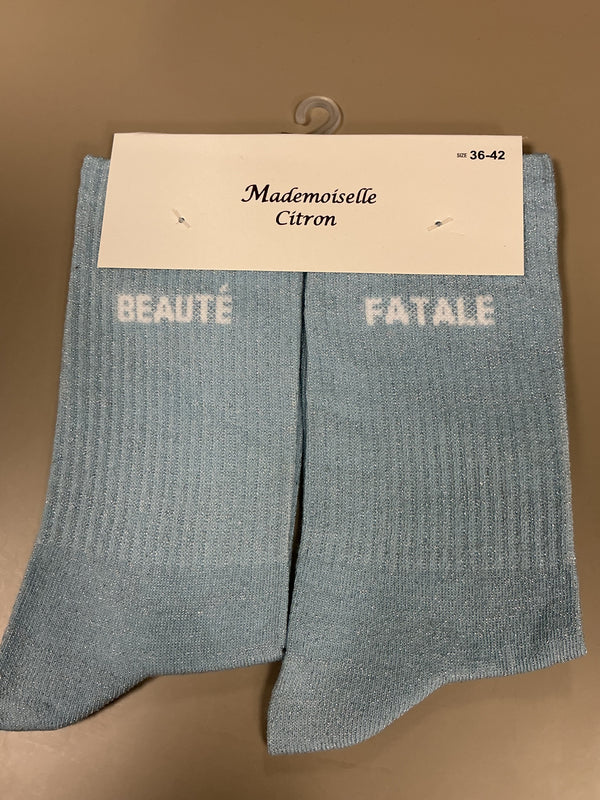 SIZE 36-42
Mademoiselle
Citron
BEAUTÉ FATALE